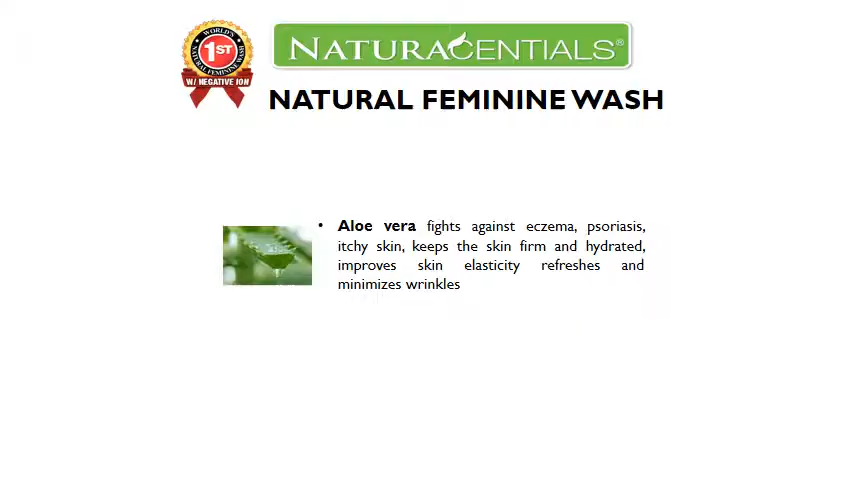 WORLD'S
1ST
NATURAL FEMININE WASH
W/ NEGATIVE ION
NATURACENTIALS®
NATURAL FEMININE WASH
• Aloe vera fights against eczema, psoriasis,
itchy skin, keeps the skin firm and hydrated,
improves skin elasticity refreshes and
minimizes wrinkles